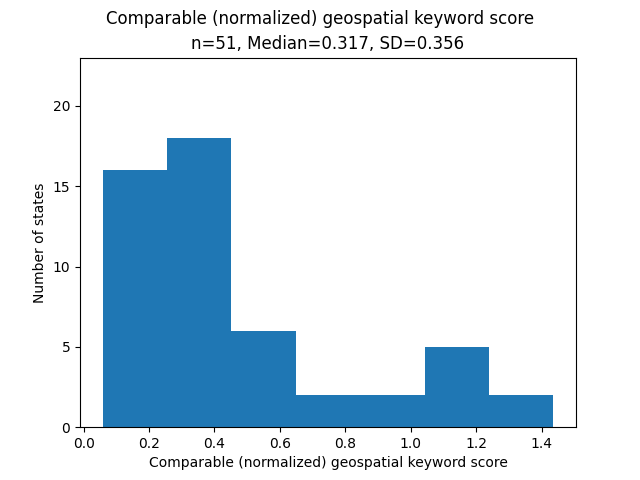 Comparable (normalized) geospatial keyword score
n=51, Median=0.317, SD=0.356
20
15
10
5
0
Number of states
0.0 0.2 0.4 0.6 0.8 1.0 1.2 1.4
Comparable (normalized) geospatial keyword score